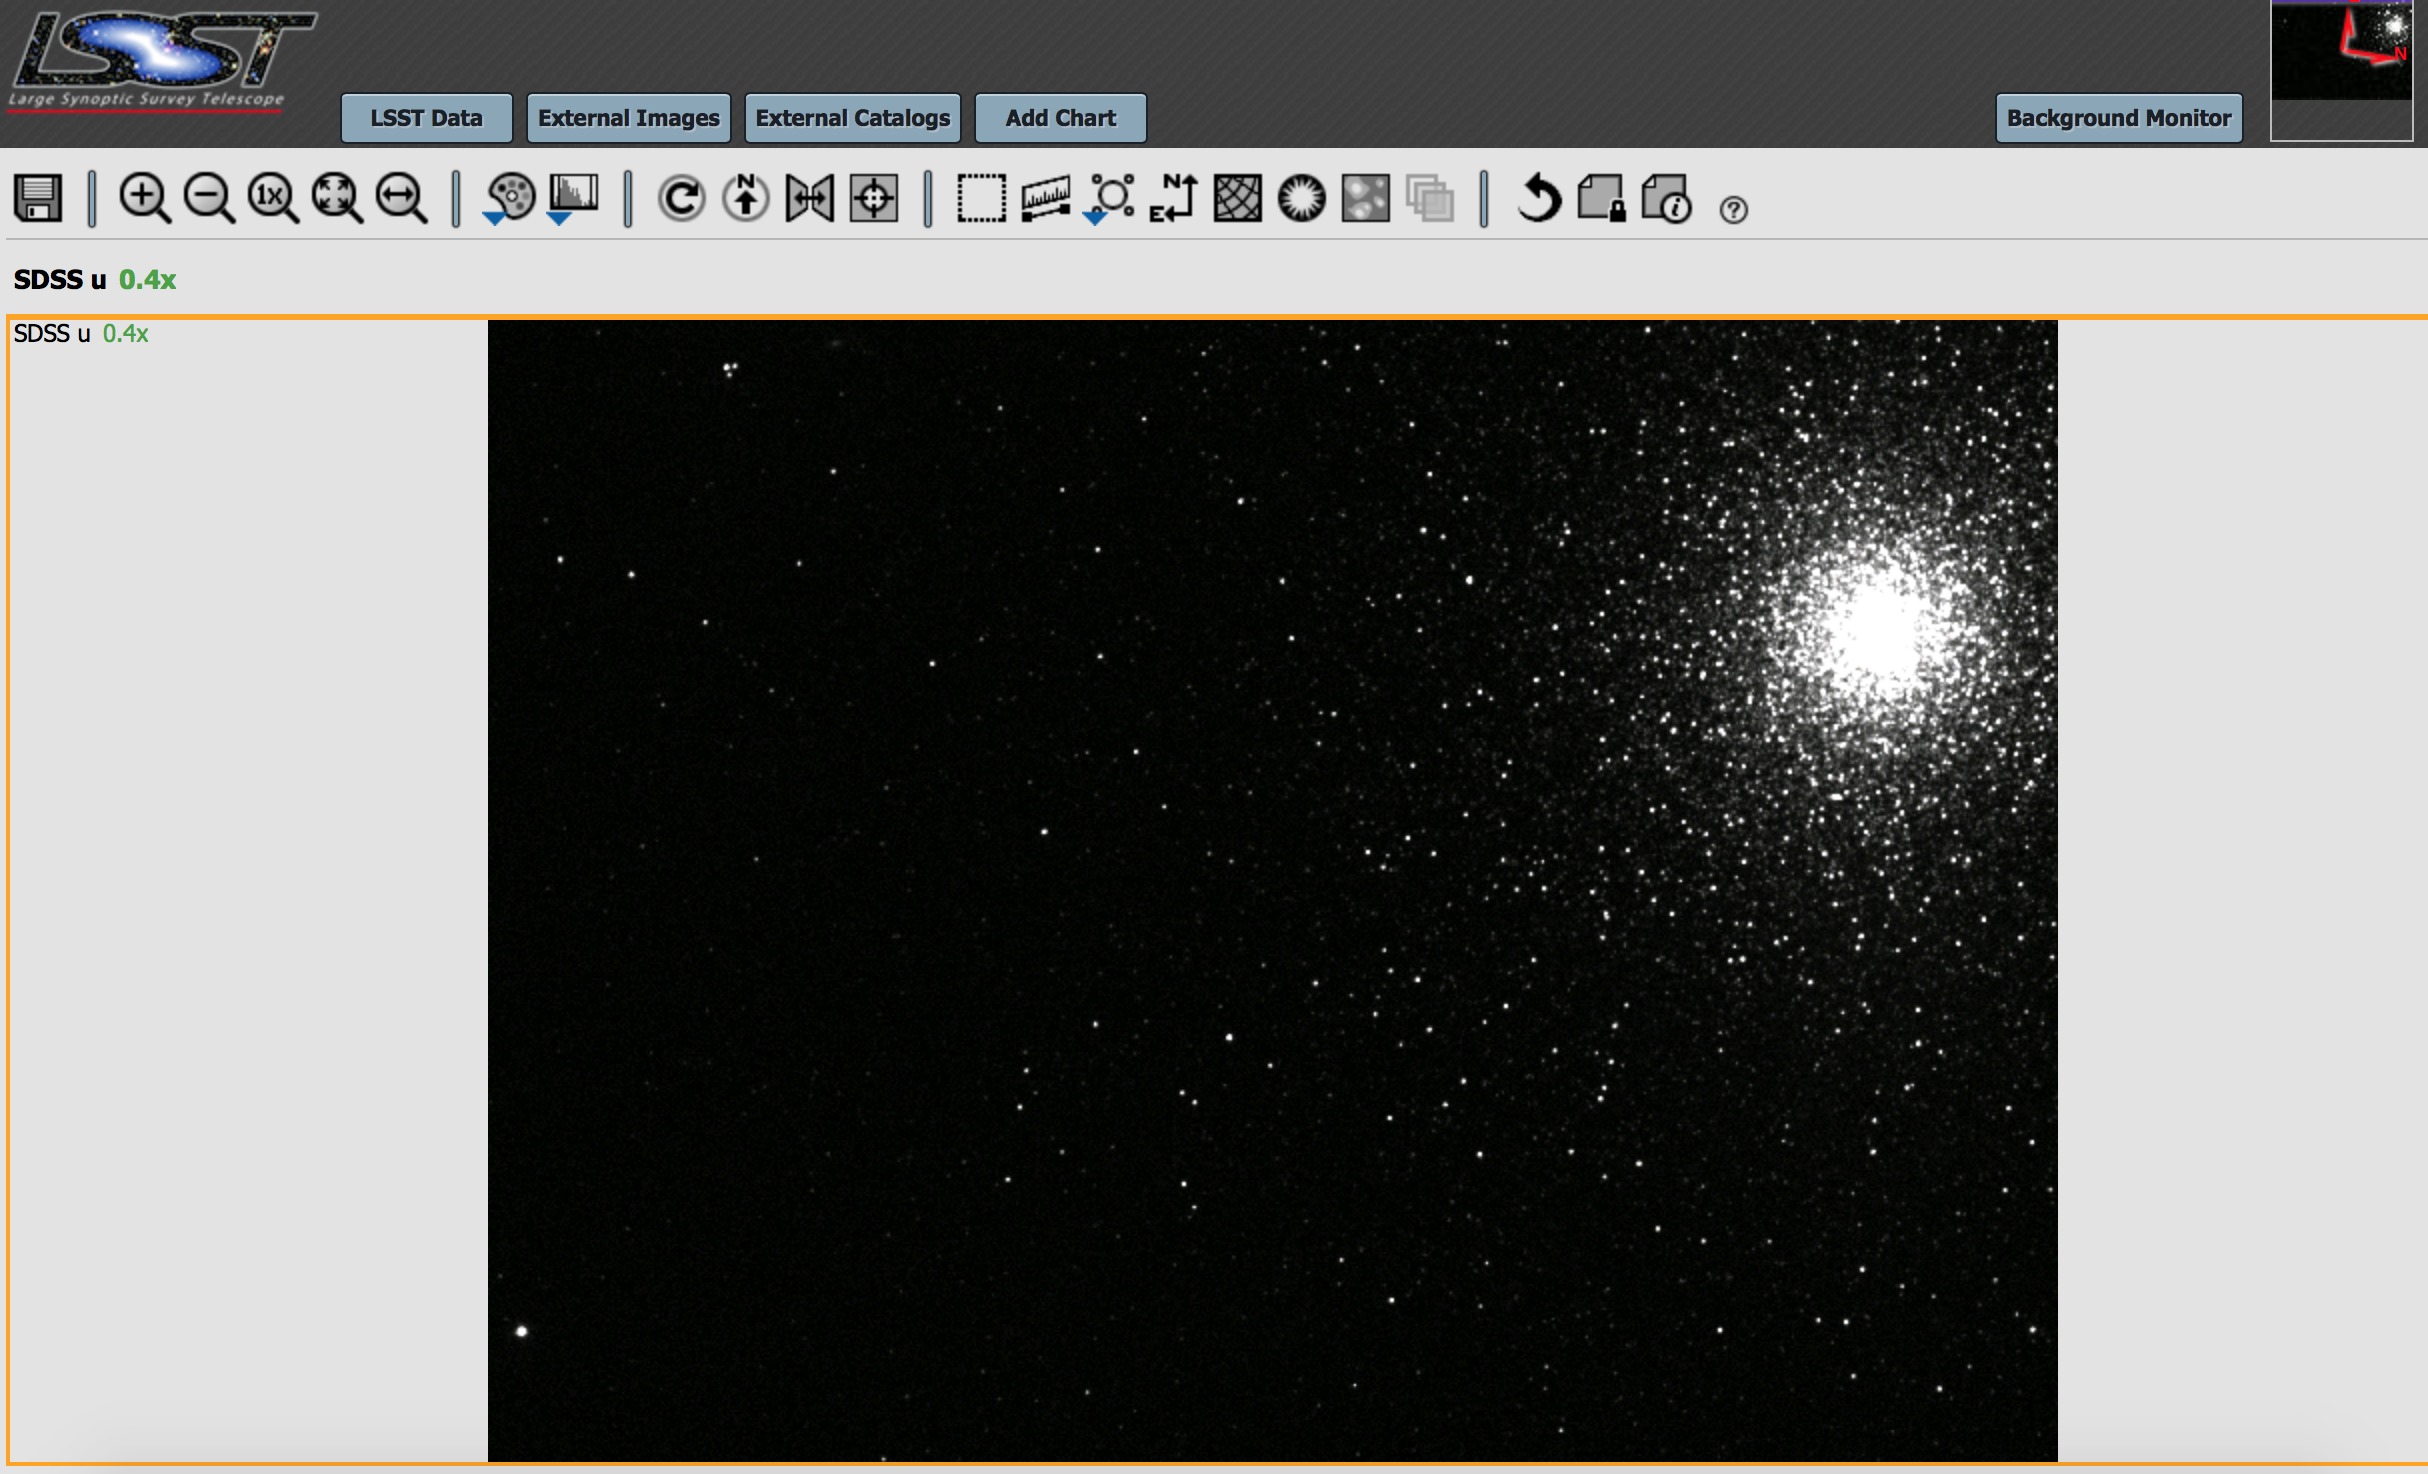 LSST
Large Synoptic Survey Telescope
LSST Data
External Images
External Catalogs
Add Chart
Background Monitor
N
1x
N
N
E
i
?
SDSS u 0.4x
SDSS u 0.4x